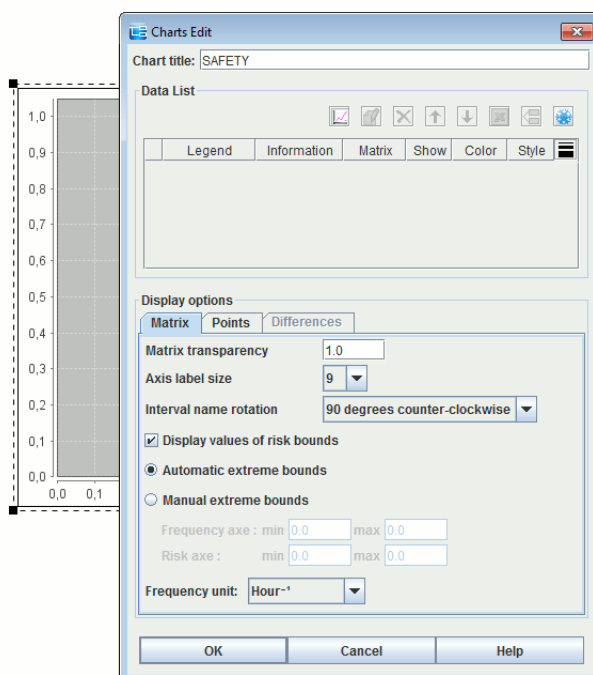 Charts Edit
Chart title: SAFETY
Data List
Legend Information Matrix Show Color Style
Display options
Matrix Points Differences
Matrix transparency 1.0
Axis label size 9
Interval name rotation 90 degrees counter-clockwise
Display values of risk bounds
Automatic extreme bounds
Manual extreme bounds
Frequency axe : min 0.0 max 0.0
Risk axe : min 0.0 max 0.0
Frequency unit: Hour-¹
OK Cancel Help
1,0
0,9
0,8
0,7
0,6
0,5
0,4
0,3
0,2
0,1
0,0
0,0 0,1